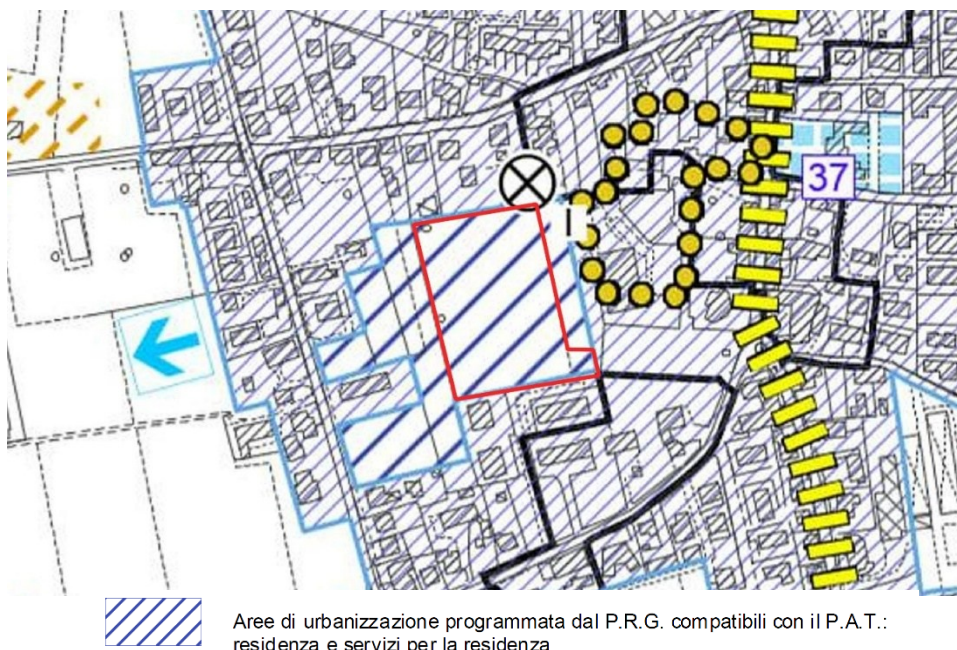 37
I
Aree di urbanizzazione programmata dal P.R.G. compatibili con il P.A.T.:
residenza e servizi per la residenza